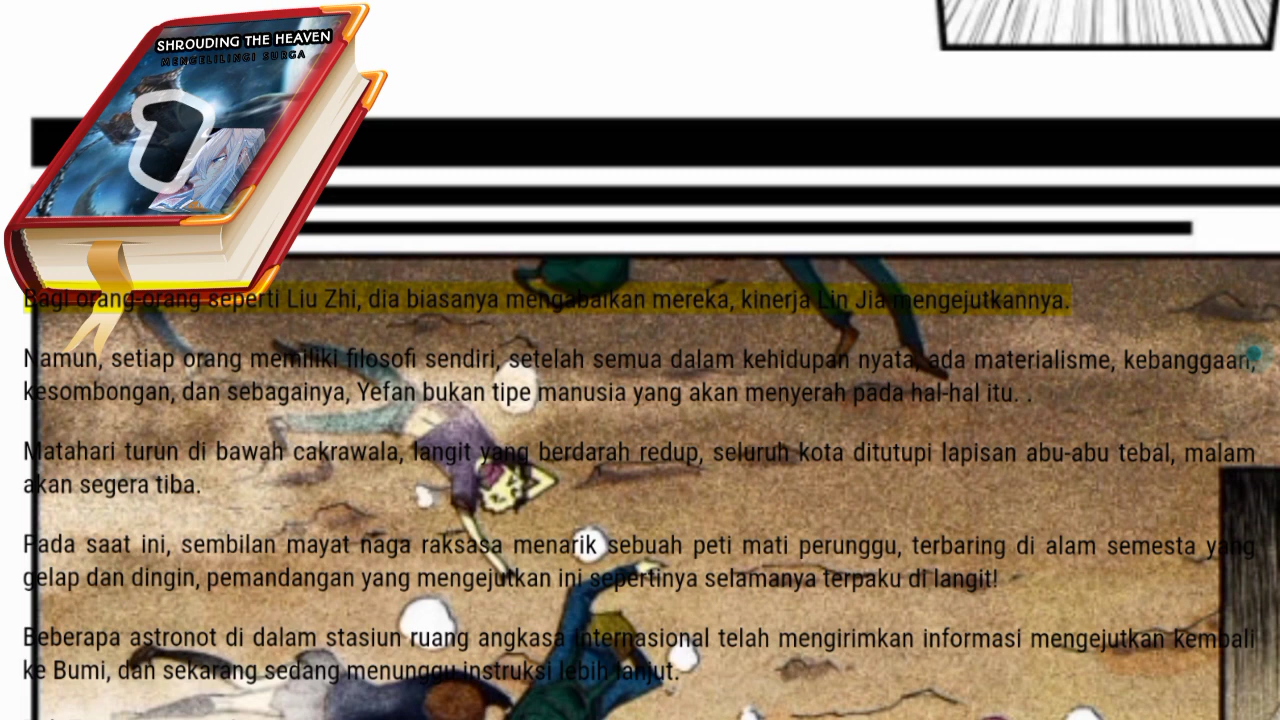 SHROUDING THE HEAVEN
MENGELILINGI SURGA
1
Bagi orang-orang seperti Liu Zhi, dia biasanya mengabaikan mereka, kinerja Lin Jia mengejutkannya.
Namun, setiap orang memiliki filosofi sendiri, setelah semua dalam kehidupan nyata, ada materialisme, kebanggaan,
kesombongan, dan sebagainya, Yefan bukan tipe manusia yang akan menyerah pada hal-hal itu. .
Matahari turun di bawah cakrawala, langit yang berdarah redup, seluruh kota ditutupi lapisan abu-abu tebal, malam
akan segera tiba.
Pada saat ini, sembilan mayat naga raksasa menarik sebuah peti mati perunggu, terbaring di alam semesta yang
gelap dan dingin, pemandangan yang mengejutkan ini sepertinya selamanya terpaku di langit!
Beberapa astronot di dalam stasiun ruang angkasa internasional telah mengirimkan informasi mengejutkan kembali
ke Bumi, dan sekarang sedang menunggu instruksi lebih lanjut.